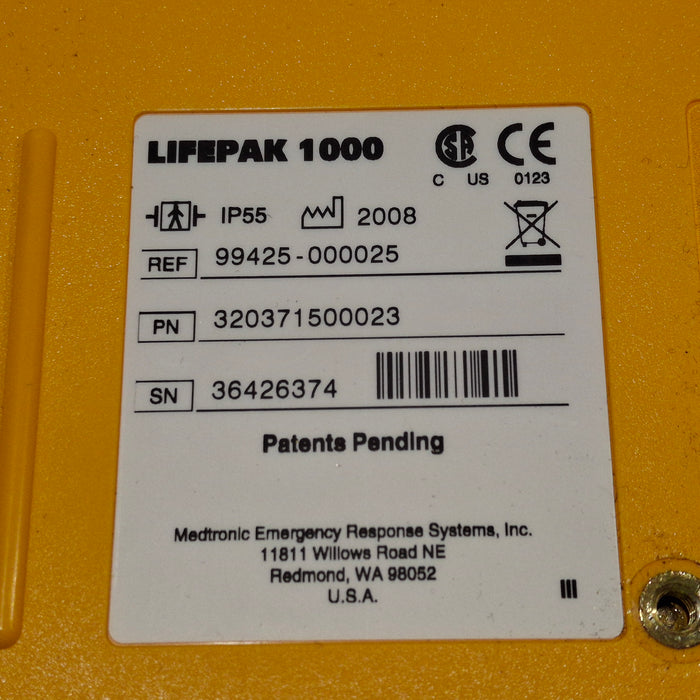 LIFEPAK 1000
C US 0123
IP55 2008
REF 99425-000025
PN 320371500023
SN 36426374
Patents Pending
Medtronic Emergency Response Systems, Inc.
11811 Willows Road NE
Redmond, WA 98052
U.S.A.
III